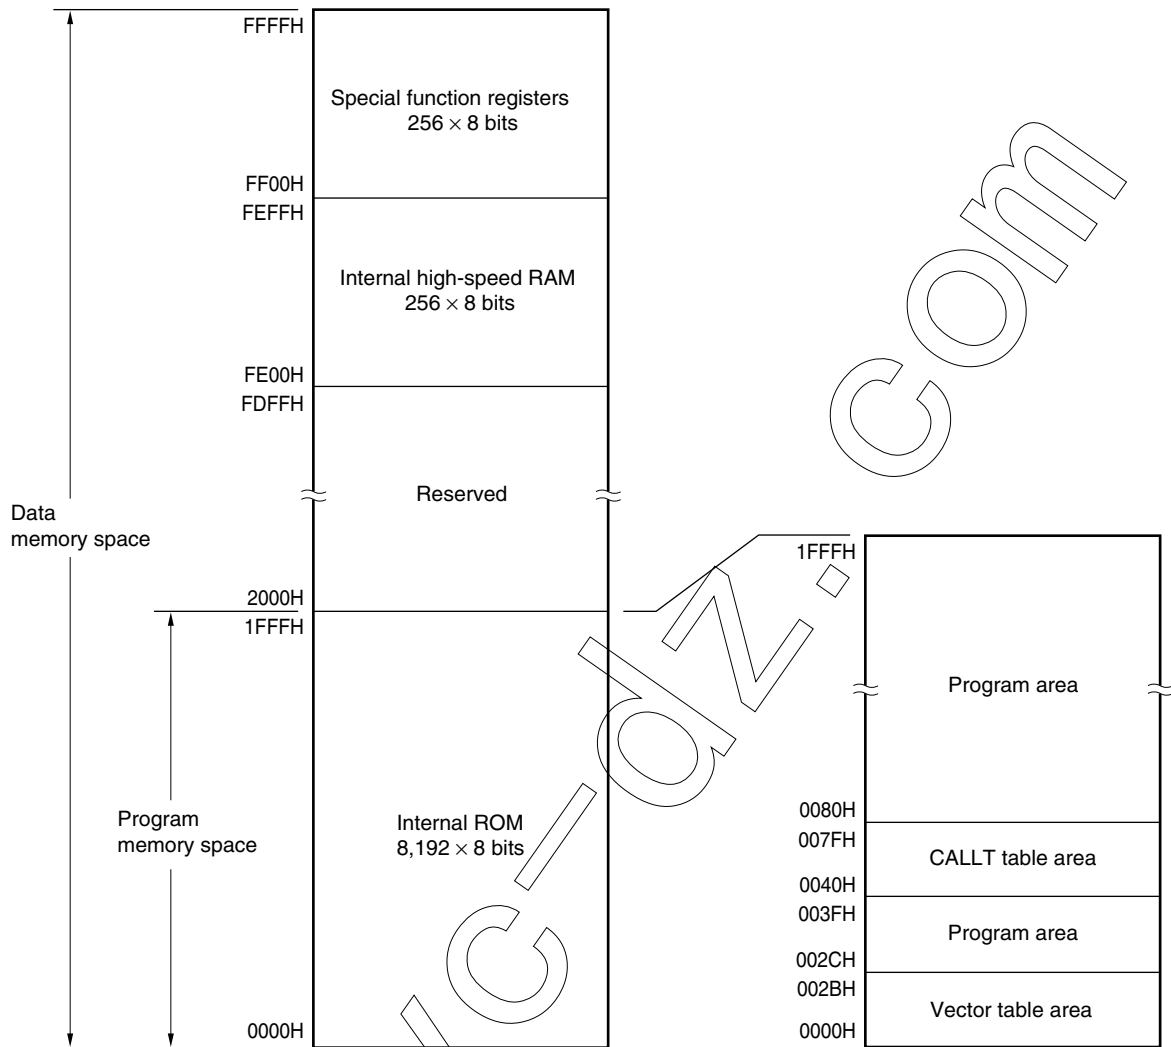 FFFFH
Special function registers
256 × 8 bits
FF00H
FEFFH
Internal high-speed RAM
256 × 8 bits
FE00H
FDFFH
Reserved
Data
memory space
2000H
1FFFH
Program
memory space
Internal ROM
8,192 × 8 bits
0000H
1FFFH
Program area
0080H
007FH
CALLT table area
0040H
003FH
Program area
002CH
002BH
Vector table area
0000H
c-dz.com